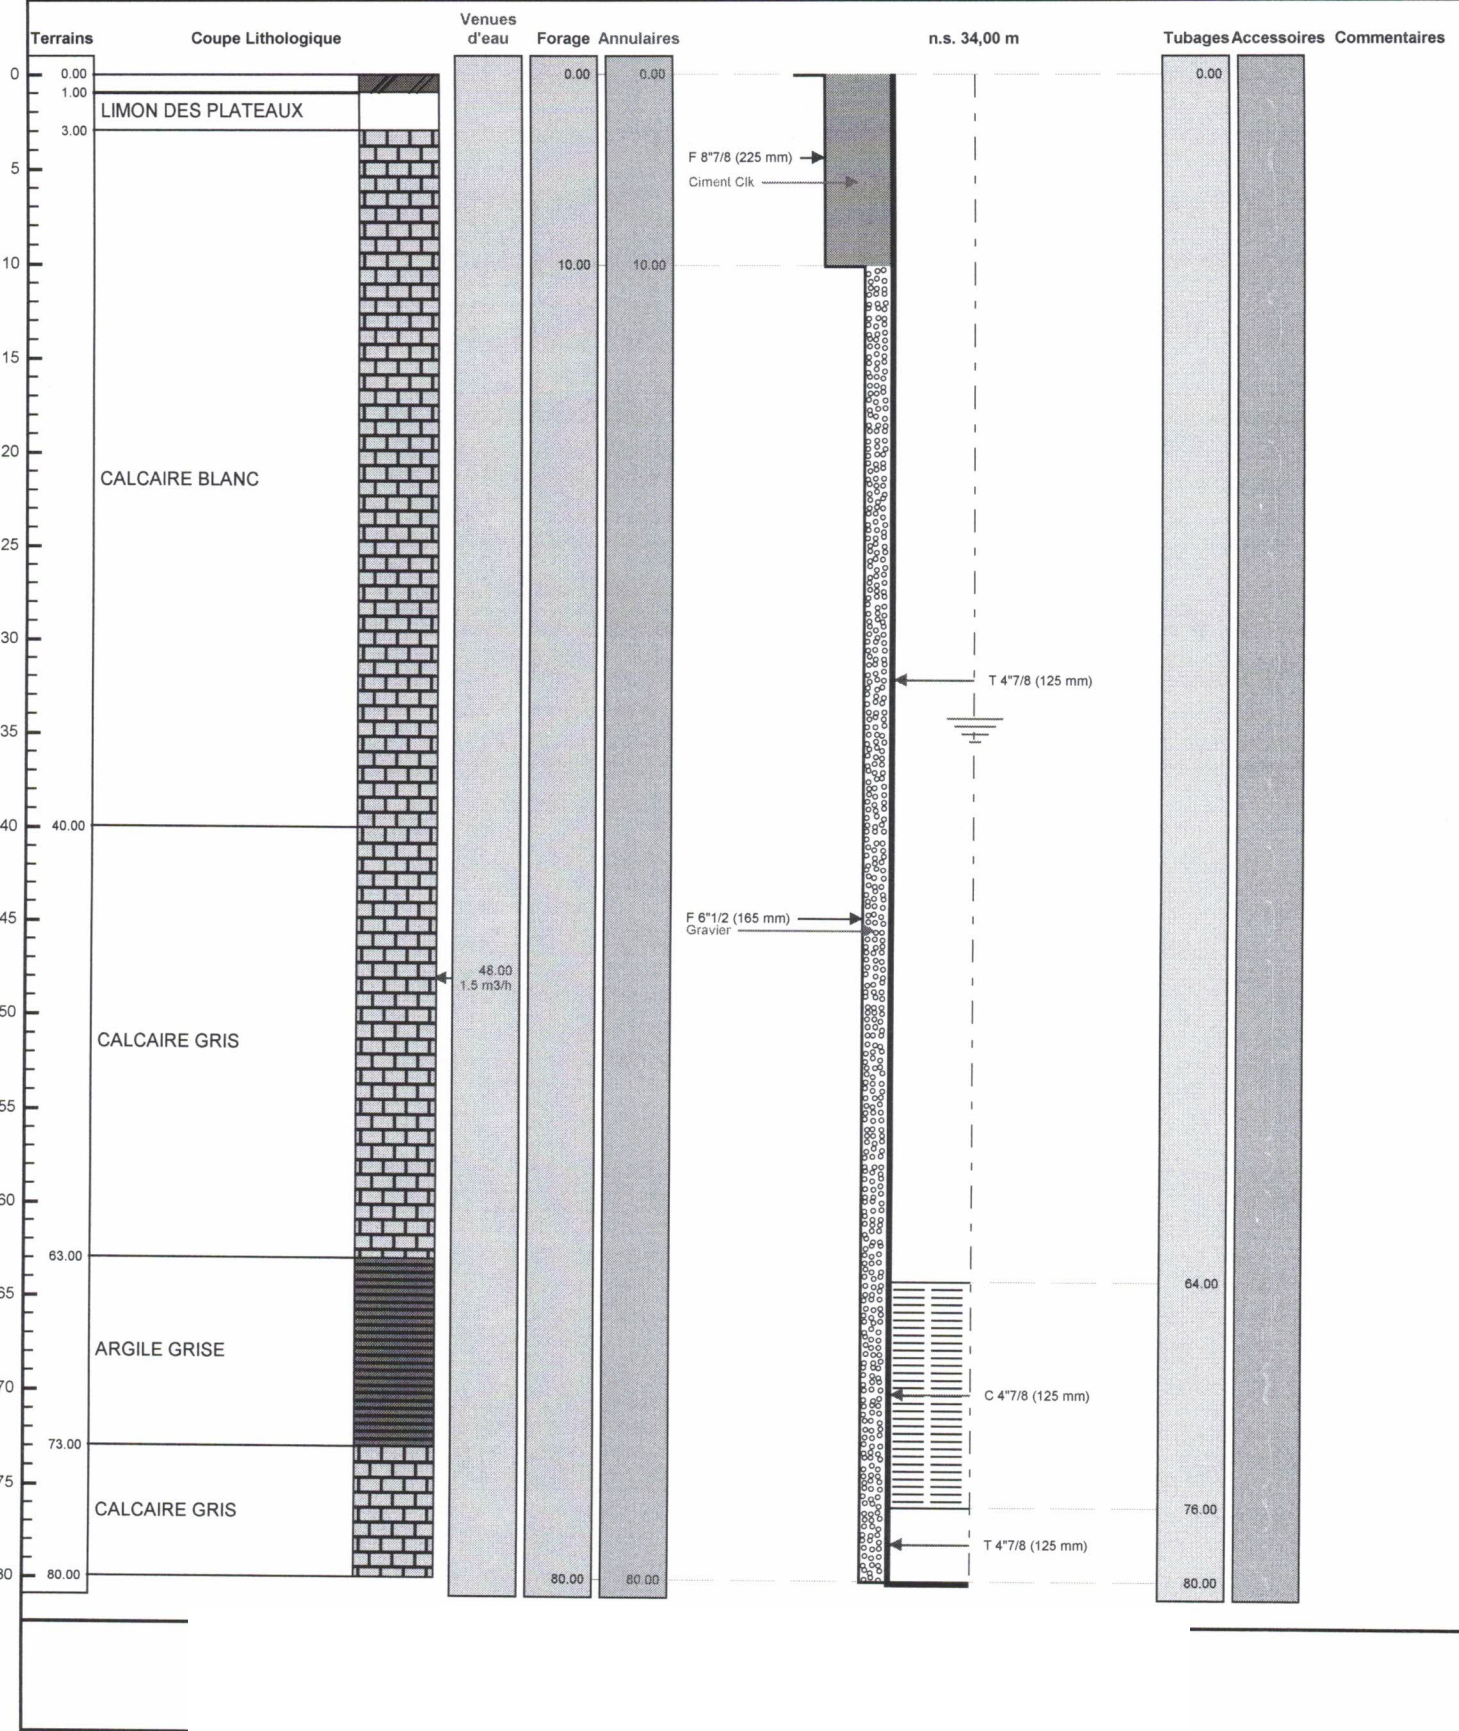 Terrains Coupe Lithologique Venues d'eau Forage Annulaires n.s. 34,00 m Tubages Accessoires Commentaires
0 0.00 0.00 0.00 0.00
1.00
LIMON DES PLATEAUX
3.00
F 8"7/8 (225 mm)
5
Ciment Clk
10 10.00 10.00
15
20
CALCAIRE BLANC
25
30
T 4"7/8 (125 mm)
35
40 40.00
45 F 6"1/2 (165 mm)
Gravier
48.00
1.5 m3/h
50
CALCAIRE GRIS
55
60
63.00
64.00
65
ARGILE GRISE
70 C 4"7/8 (125 mm)
73.00
75
CALCAIRE GRIS 76.00
T 4"7/8 (125 mm)
80 80.00 80.00 80.00 80.00